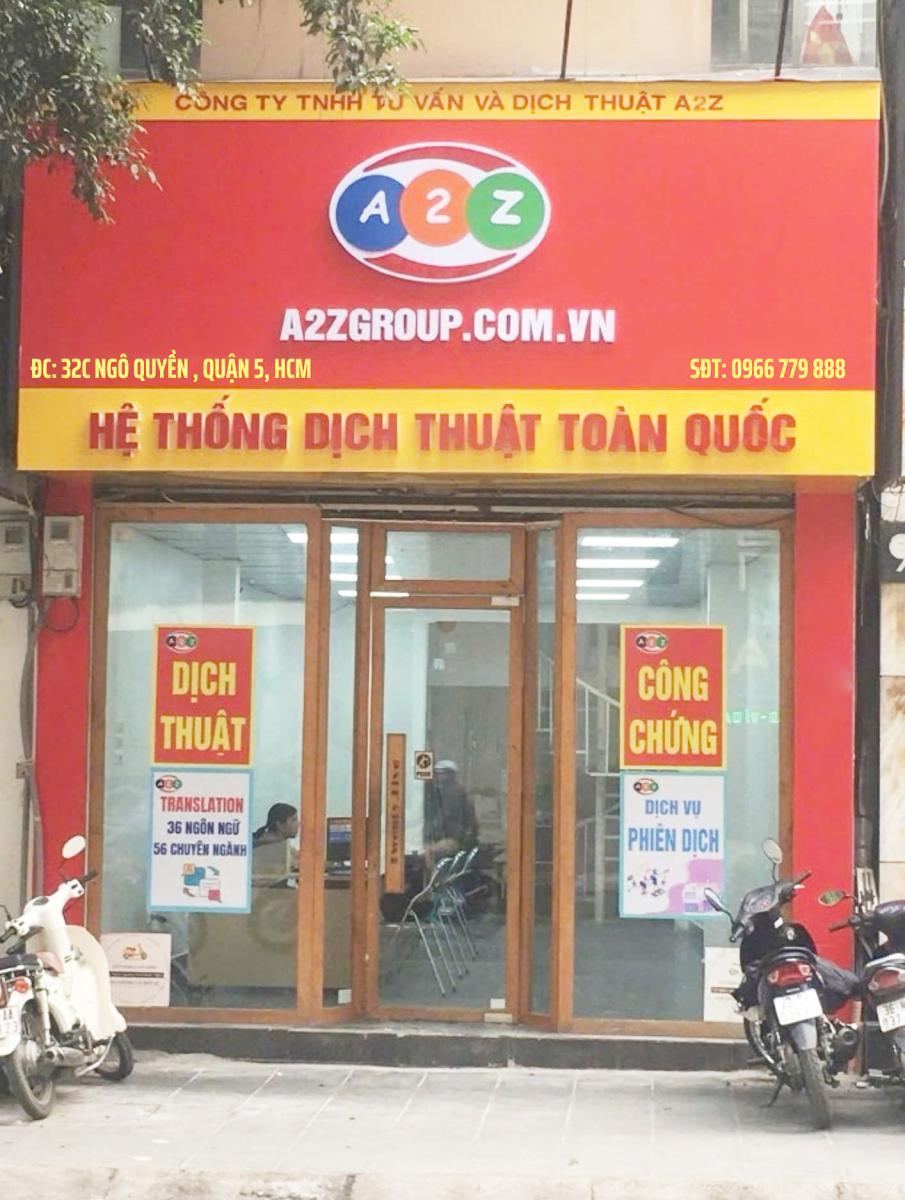 CÔNG TY TNHH TƯ VẤN VÀ DỊCH THUẬT A2Z
A2Z
A2ZGROUP.COM.VN
ĐC: 32C NGÔ QUYỀN , QUẬN 5, HCM
SĐT: 0966 779 888
HỆ THỐNG DỊCH THUẬT TOÀN QUỐC
A2Z
DỊCH
THUẬT
A2Z
CÔNG
CHỨNG
A2Z
TRANSLATION
36 NGÔN NGỮ
56 CHUYÊN NGÀNH
A2Z
DỊCH VỤ
PHIÊN DỊCH
PUSH
9